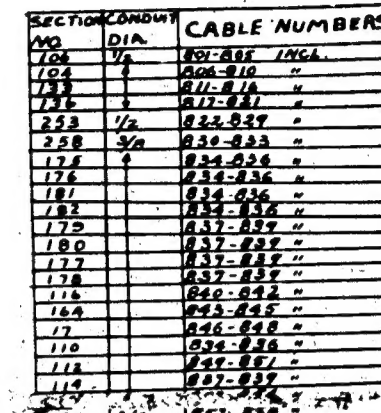 SECTION CONDUIT CABLE NUMBERS
NO DIA.
106 1/2 801-805 INCL.
104 806-810 "
133 811-816 "
136 817-821 "
253 1/2 822-829 "
258 3/8 830-833 "
175 834-836 "
176 834-836 "
181 834-836 "
182 834-836 "
179 837-839 "
180 837-839 "
177 837-839 "
178 837-839 "
116 840-842 "
164 843-845 "
17 846-848 "
110 834-836 "
112 849-851 "
114 837-839 "